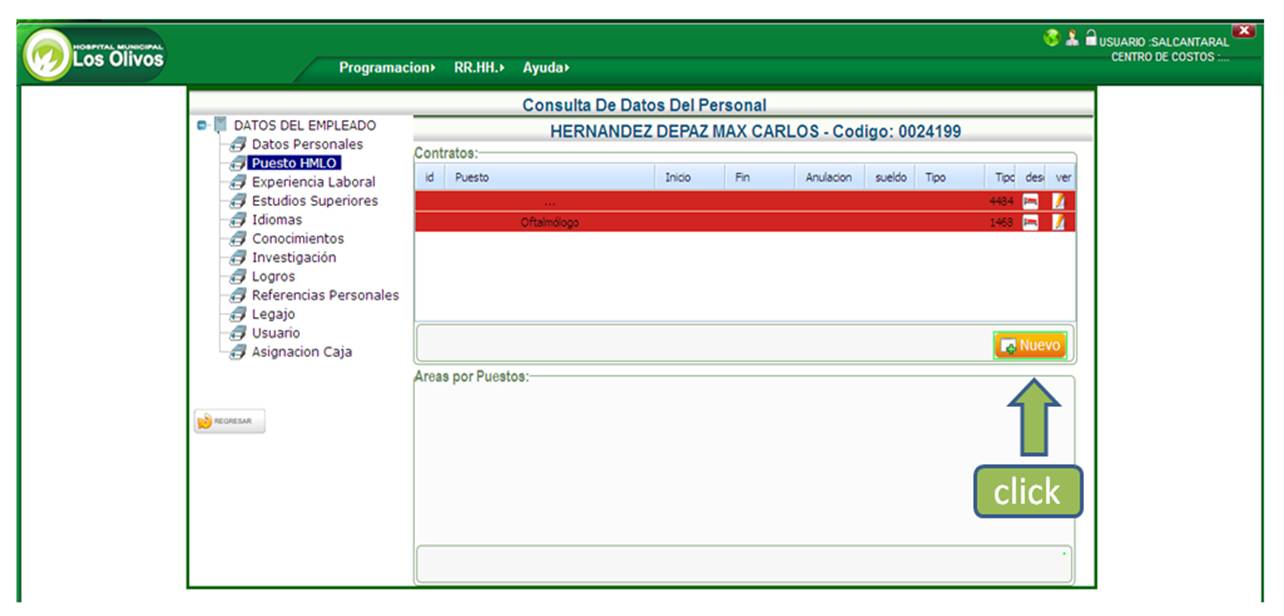 HOSPITAL MUNICIPAL
Los Olivos
USUARIO :SALCANTARAL
CENTRO DE COSTOS :....
Programacion RR.HH. Ayuda
Consulta De Datos Del Personal
HERNANDEZ DEPAZ MAX CARLOS - Codigo: 0024199
DATOS DEL EMPLEADO
Datos Personales
Puesto HMLO
Experiencia Laboral
Estudios Superiores
Idiomas
Conocimientos
Investigación
Logros
Referencias Personales
Legajo
Usuario
Asignacion Caja
REGRESAR
Contratos:
id Puesto Inicio Fin Anulacion sueldo Tipo Tipc des ver
... 4484
Oftalmólogo 1468
Nuevo
Areas por Puestos:
click